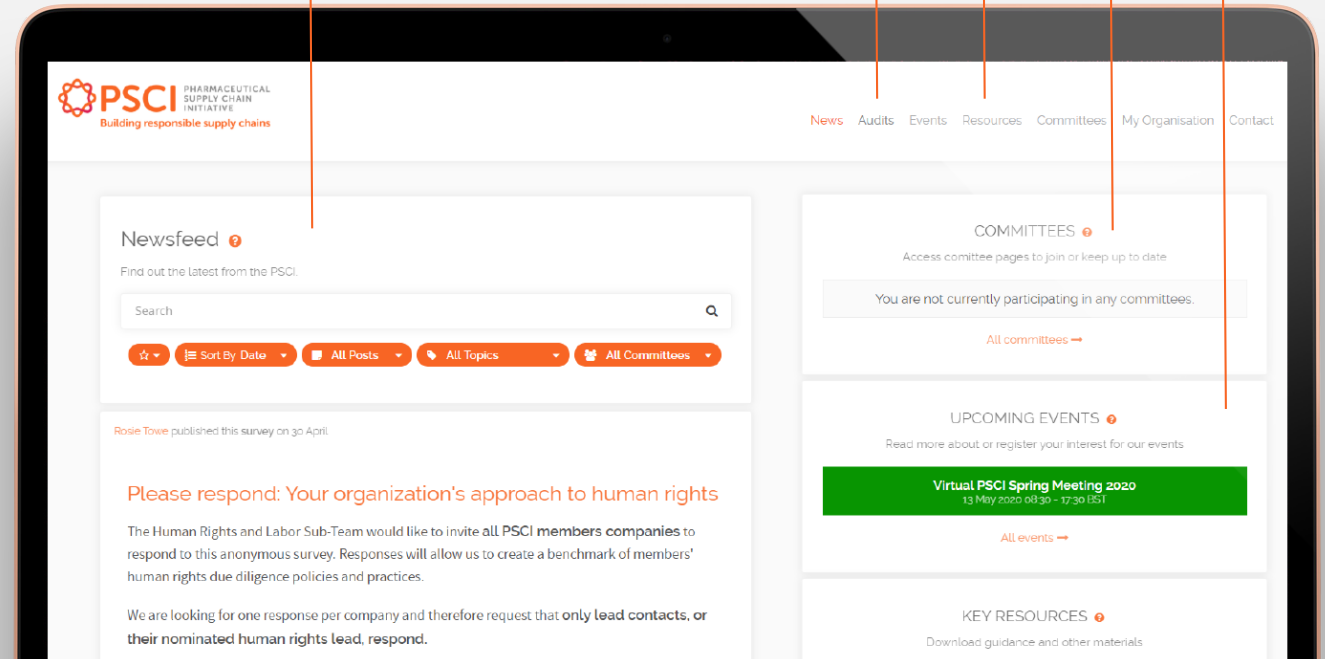 PSCI PHARMACEUTICAL
SUPPLY CHAIN
INITIATIVE
Building responsible supply chains
News Audits Events Resources Committees My Organisation Contact
Newsfeed ?
Find out the latest from the PSCI.
Search
Sort By Date All Posts All Topics All Committees
Rosie Towe published this survey on 30 April
Please respond: Your organization's approach to human rights
The Human Rights and Labor Sub-Team would like to invite all PSCI members companies to
respond to this anonymous survey. Responses will allow us to create a benchmark of members'
human rights due diligence policies and practices.
We are looking for one response per company and therefore request that only lead contacts, or
their nominated human rights lead, respond.
COMMITTEES ?
Access comittee pages to join or keep up to date
You are not currently participating in any committees.
All committees →
UPCOMING EVENTS ?
Read more about or register your interest for our events
Virtual PSCI Spring Meeting 2020
13 May 2020 08:30 - 17:30 BST
All events →
KEY RESOURCES ?
Download guidance and other materials